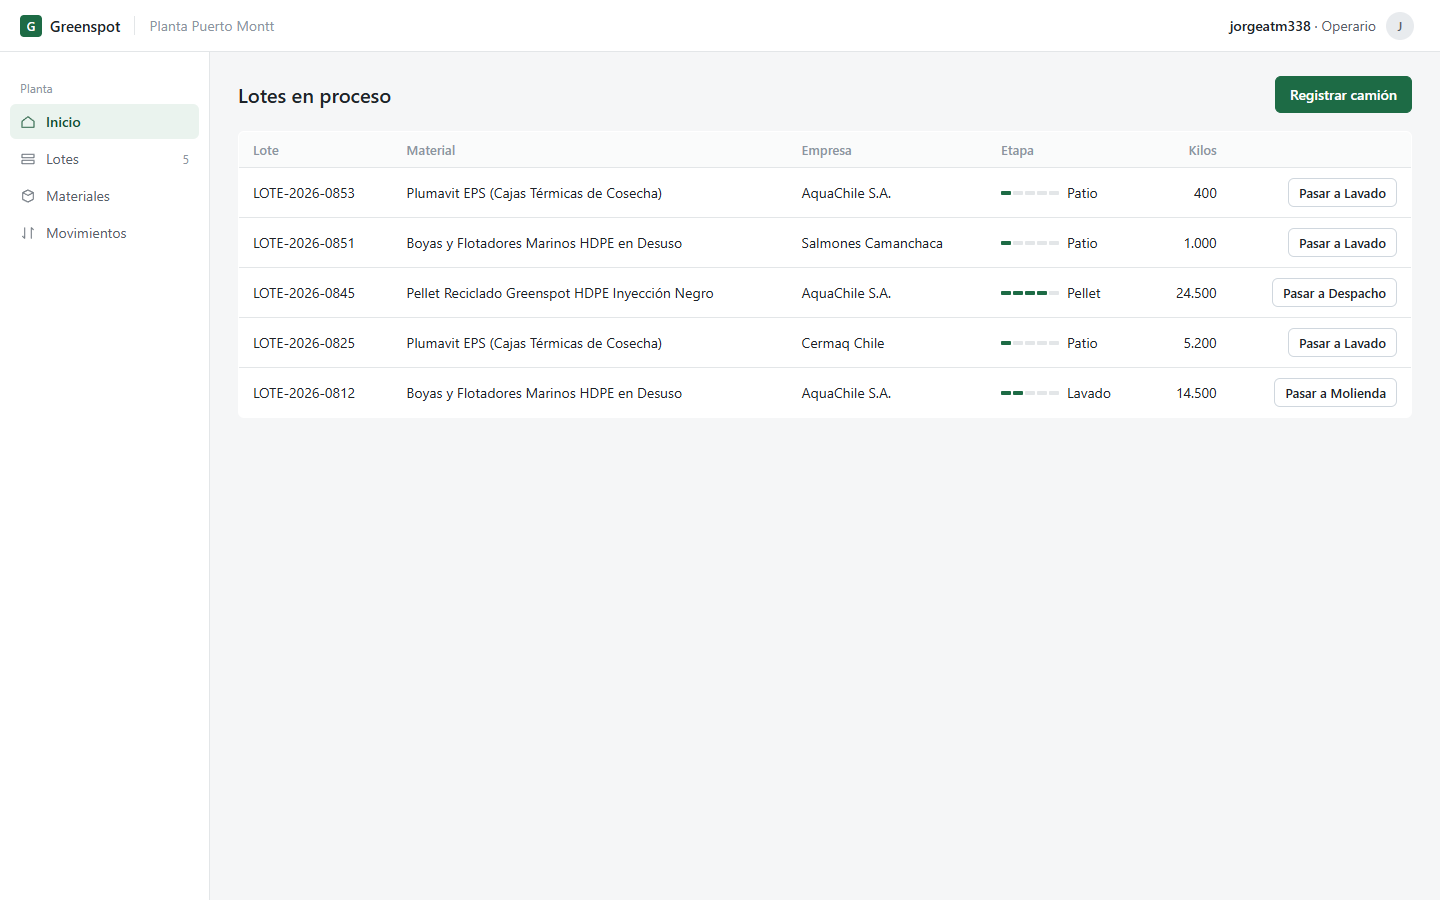 G Greenspot Planta Puerto Montt jorgeatm338 · Operario J
Planta
Inicio
Lotes 5
Materiales
Movimientos
Lotes en proceso Registrar camión
Lote Material Empresa Etapa Kilos
LOTE-2026-0853 Plumavit EPS (Cajas Térmicas de Cosecha) AquaChile S.A. Patio 400 Pasar a Lavado
LOTE-2026-0851 Boyas y Flotadores Marinos HDPE en Desuso Salmones Camanchaca Patio 1.000 Pasar a Lavado
LOTE-2026-0845 Pellet Reciclado Greenspot HDPE Inyección Negro AquaChile S.A. Pellet 24.500 Pasar a Despacho
LOTE-2026-0825 Plumavit EPS (Cajas Térmicas de Cosecha) Cermaq Chile Patio 5.200 Pasar a Lavado
LOTE-2026-0812 Boyas y Flotadores Marinos HDPE en Desuso AquaChile S.A. Lavado 14.500 Pasar a Molienda